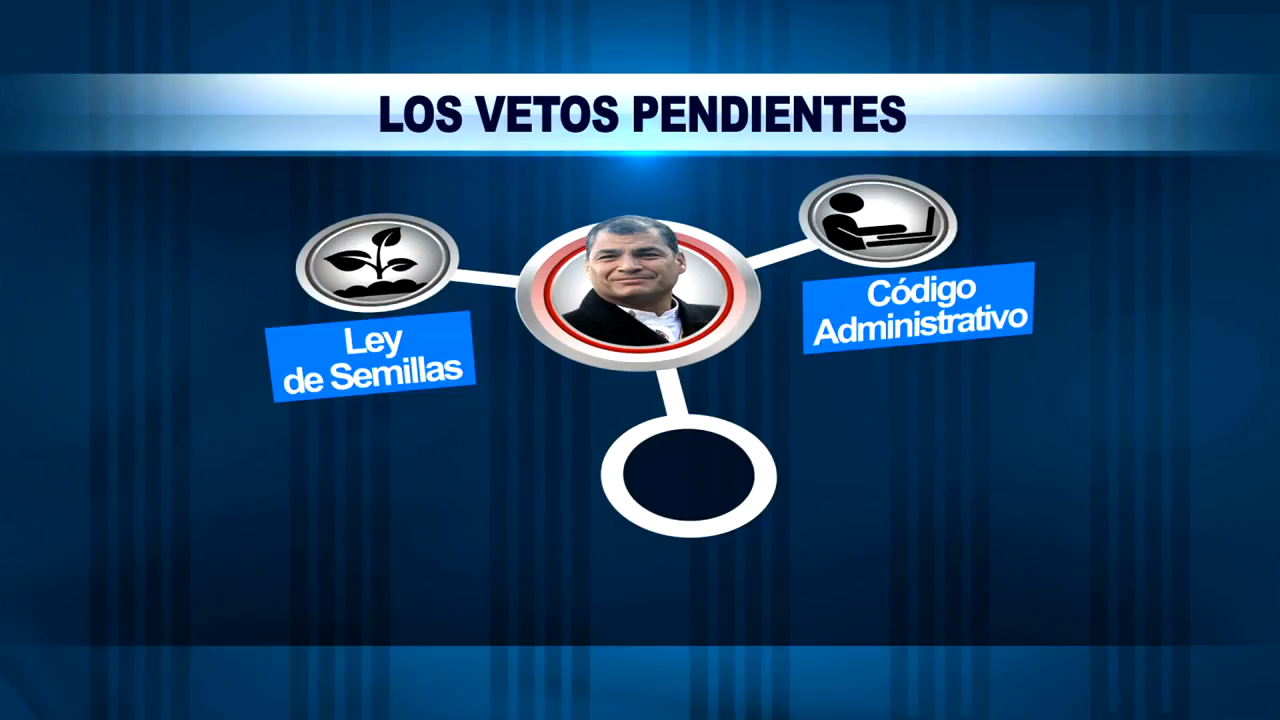 LOS VETOS PENDIENTES
Ley
de Semillas
Código
Administrativo